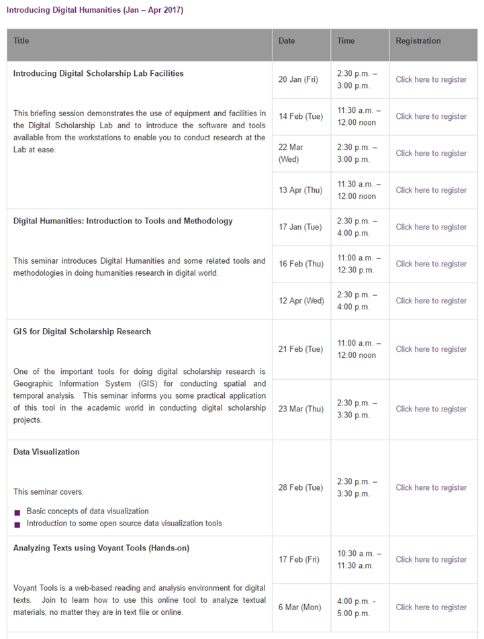 Introducing Digital Humanities (Jan – Apr 2017)
Title Date Time Registration
Introducing Digital Scholarship Lab Facilities
This briefing session demonstrates the use of equipment and facilities in
the Digital Scholarship Lab and to introduce the software and tools
available from the workstations to enable you to conduct research at the
Lab at ease.
20 Jan (Fri) 2:30 p.m. –
3:00 p.m. Click here to register
14 Feb (Tue) 11:30 a.m. –
12:00 noon Click here to register
22 Mar
(Wed) 2:30 p.m. –
3:00 p.m. Click here to register
13 Apr (Thu) 11:30 a.m. –
12:00 noon Click here to register
Digital Humanities: Introduction to Tools and Methodology
This seminar introduces Digital Humanities and some related tools and
methodologies in doing humanities research in digital world.
17 Jan (Tue) 2:30 p.m. –
4:00 p.m. Click here to register
16 Feb (Thu) 11:00 a.m. –
12:30 p.m. Click here to register
12 Apr (Wed) 2:30 p.m. –
4:00 p.m. Click here to register
GIS for Digital Scholarship Research
One of the important tools for doing digital scholarship research is
Geographic Information System (GIS) for conducting spatial and
temporal analysis. This seminar informs you some practical application
of this tool in the academic world in conducting digital scholarship
projects.
21 Feb (Tue) 11:00 a.m. –
12:00 noon Click here to register
23 Mar (Thu) 2:30 p.m. –
3:30 p.m. Click here to register
Data Visualization
This seminar covers:
Basic concepts of data visualization
Introduction to some open source data visualization tools
28 Feb (Tue) 2:30 p.m. –
3:30 p.m. Click here to register
Analyzing Texts using Voyant Tools (Hands-on)
Voyant Tools is a web-based reading and analysis environment for digital
texts. Join to learn how to use this online tool to analyze textual
materials, no matter they are in text file or online.
17 Feb (Fri) 10:30 a.m. –
11:30 a.m. Click here to register
6 Mar (Mon) 4:00 p.m. -
5:00 p.m. Click here to register